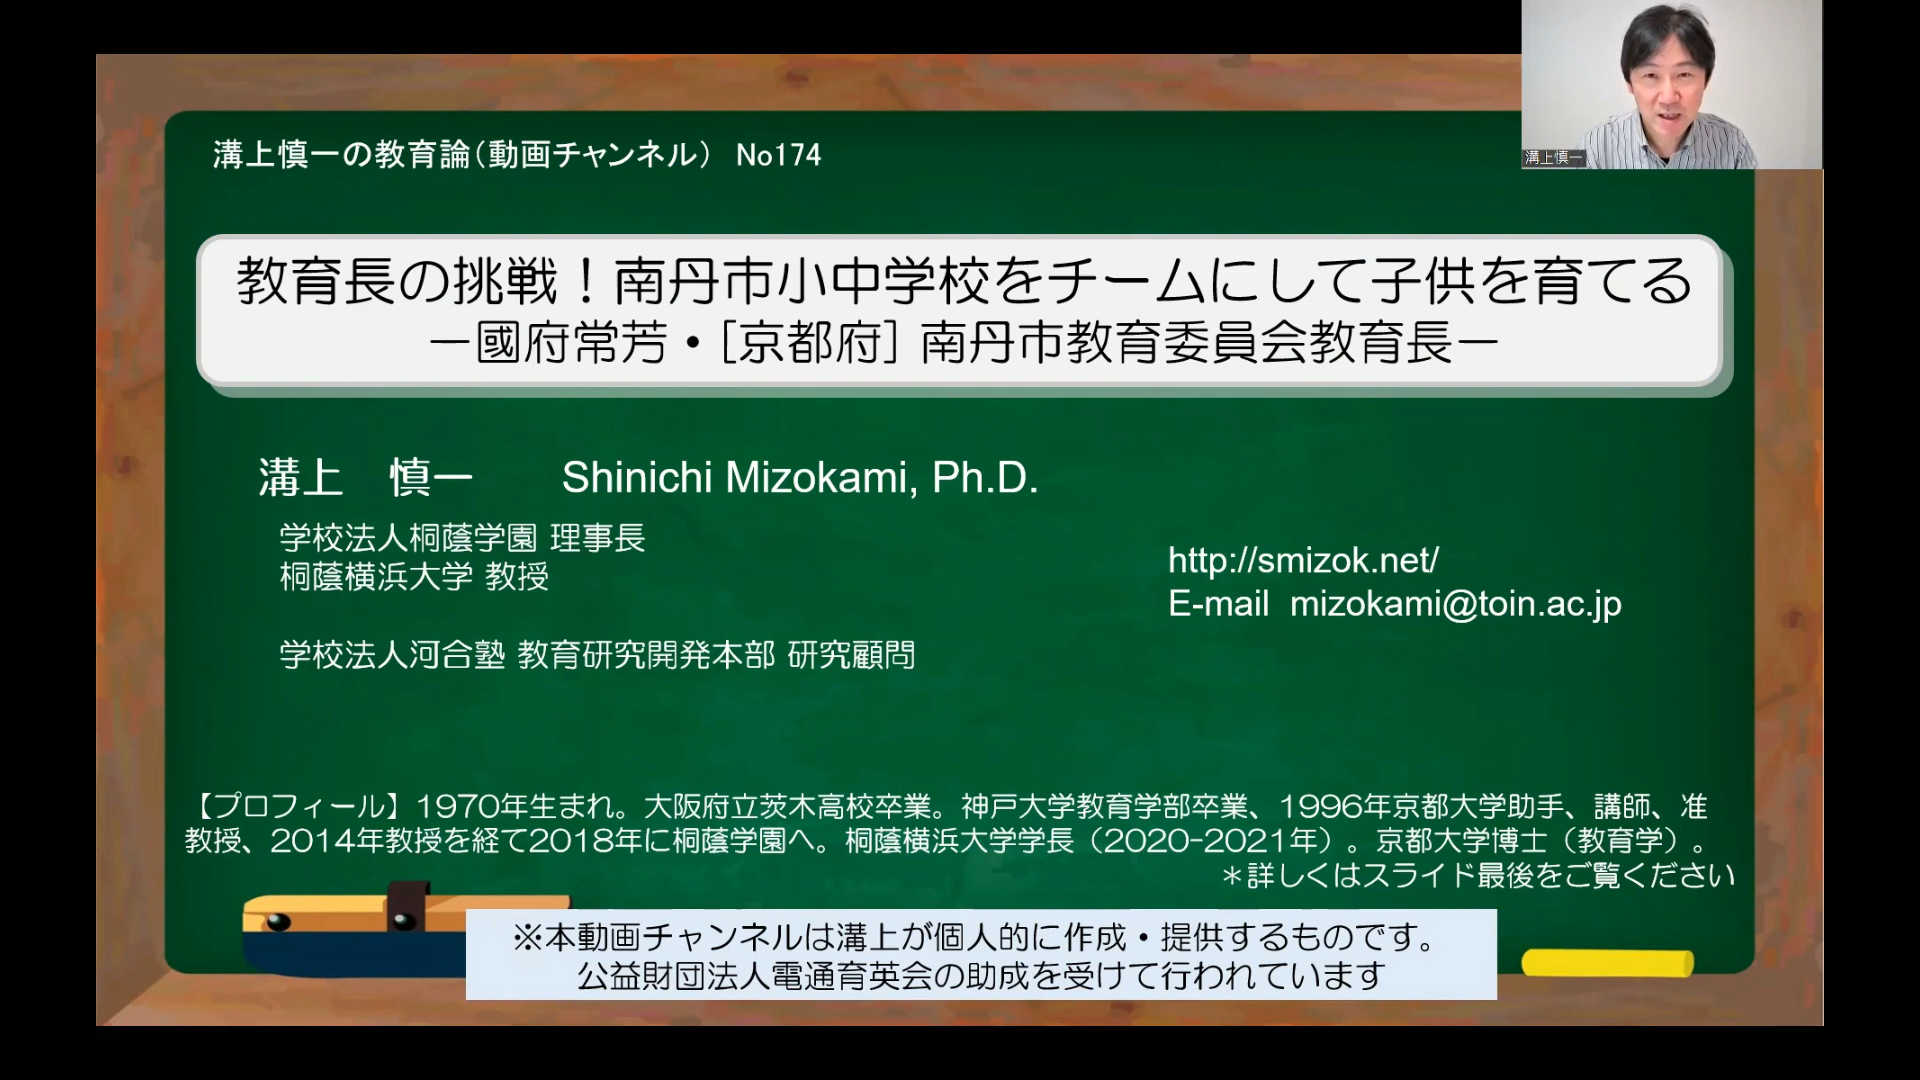 溝上慎一の教育論（動画チャンネル） No174
溝上慎一
教育長の挑戦！南丹市小中学校をチームにして子供を育てる
－國府常芳・[京都府] 南丹市教育委員会教育長－
溝上　慎一　　Shinichi Mizokami, Ph.D.
学校法人桐蔭学園 理事長
桐蔭横浜大学 教授
学校法人河合塾 教育研究開発本部 研究顧問
http://smizok.net/
E-mail mizokami@toin.ac.jp
【プロフィール】1970年生まれ。大阪府立茨木高校卒業。神戸大学教育学部卒業、1996年京都大学助手、講師、准
教授、2014年教授を経て2018年に桐蔭学園へ。桐蔭横浜大学学長（2020-2021年）。京都大学博士（教育学）。
＊詳しくはスライド最後をご覧ください
※本動画チャンネルは溝上が個人的に作成・提供するものです。
公益財団法人電通育英会の助成を受けて行われています